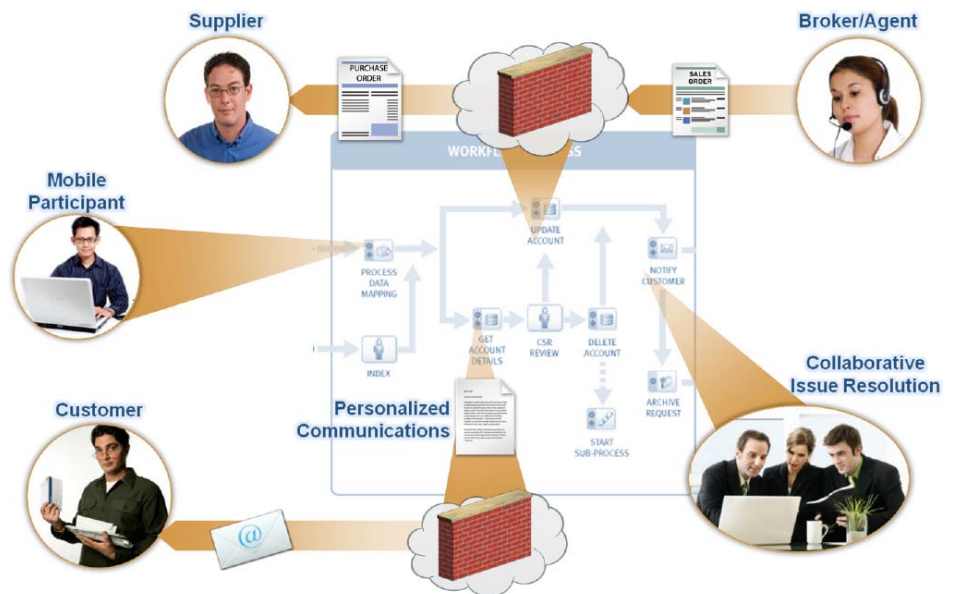 Supplier
Broker/Agent
PURCHASE
ORDER
SALES
ORDER
Mobile
Participant
UPDATE
ACCOUNT
PROCESS
DATA
MAPPING
NOTIFY
CUSTOMER
GET
ACCOUNT
DETAILS
CSR
REVIEW
DELETE
ACCOUNT
INDEX
Collaborative
Issue Resolution
ARCHIVE
REQUEST
Customer
Personalized
Communications
START
SUB-PROCESS
@